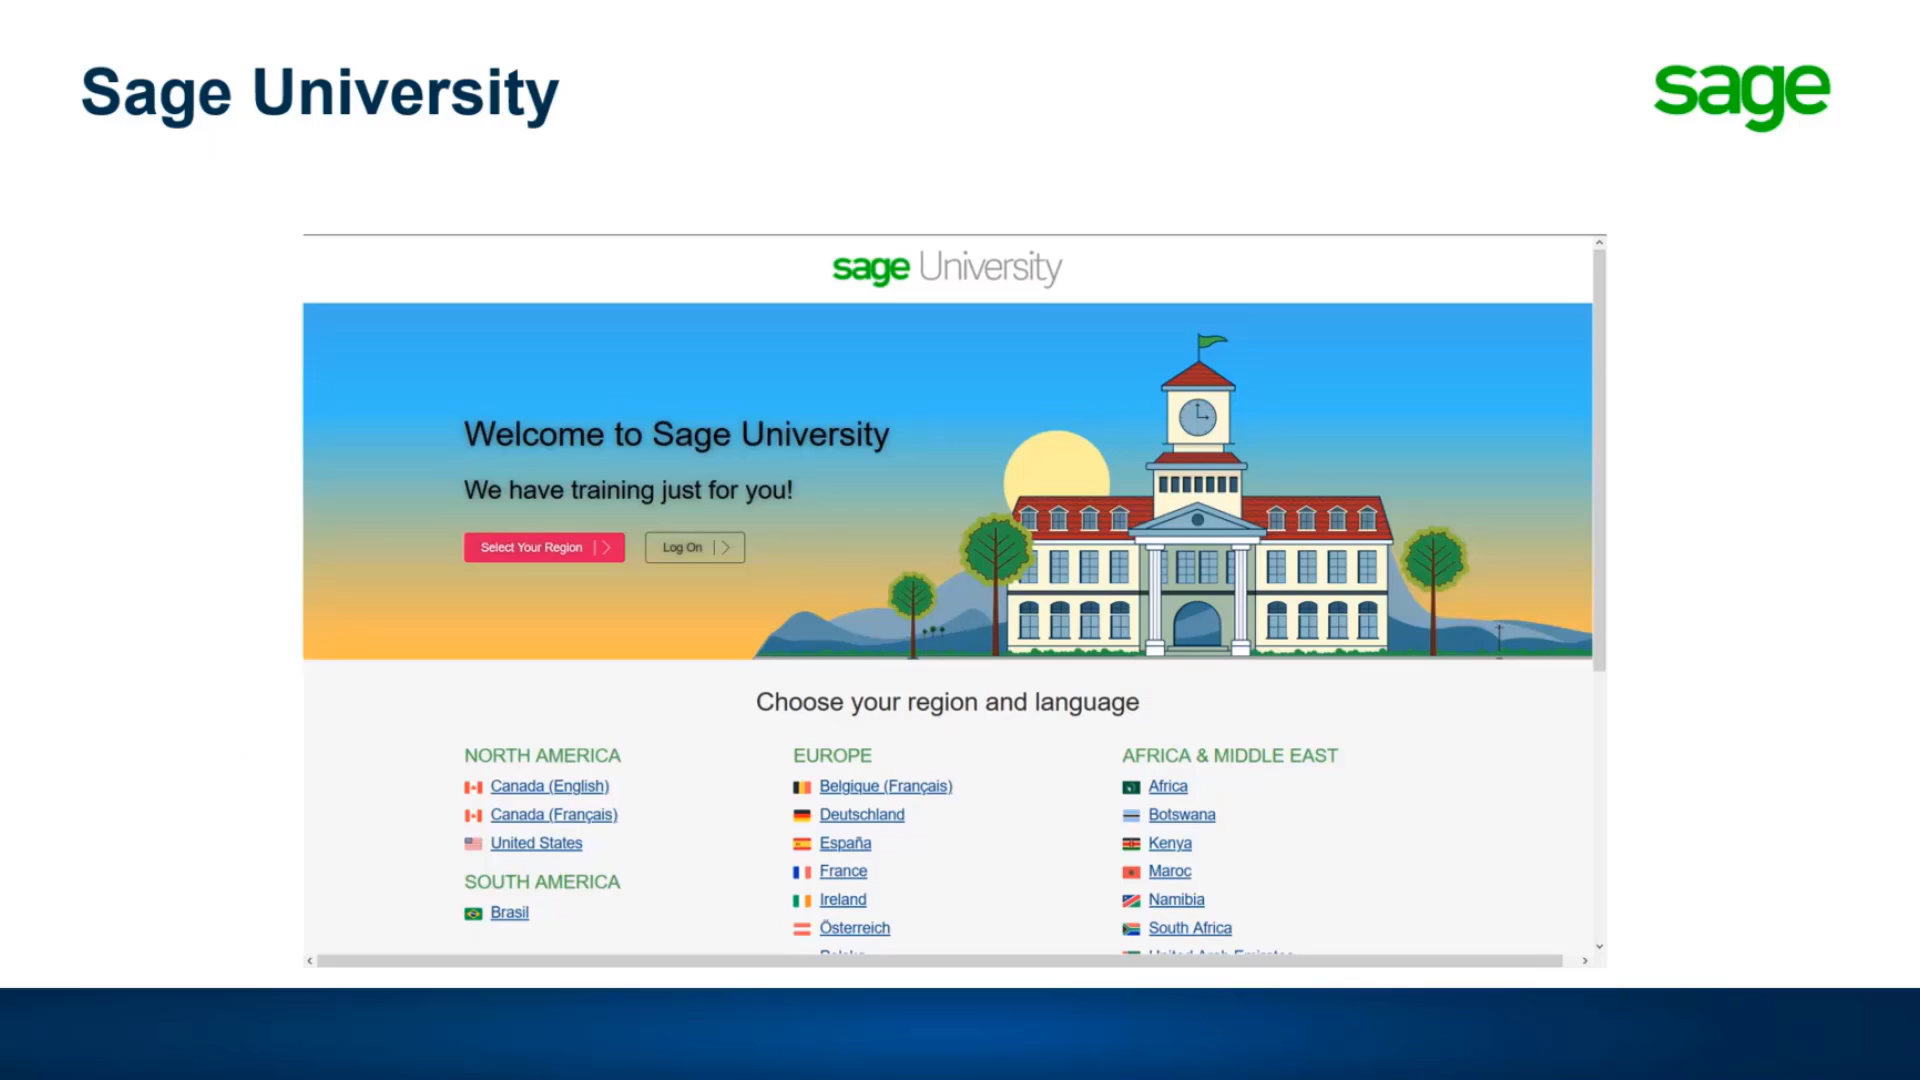 Sage University
sage
sage University
Welcome to Sage University
We have training just for you!
Select Your Region
Log On
Choose your region and language
NORTH AMERICA
Canada (English)
Canada (Français)
United States
SOUTH AMERICA
Brasil
EUROPE
Belgique (Français)
Deutschland
España
France
Ireland
Österreich
AFRICA & MIDDLE EAST
Africa
Botswana
Kenya
Maroc
Namibia
South Africa